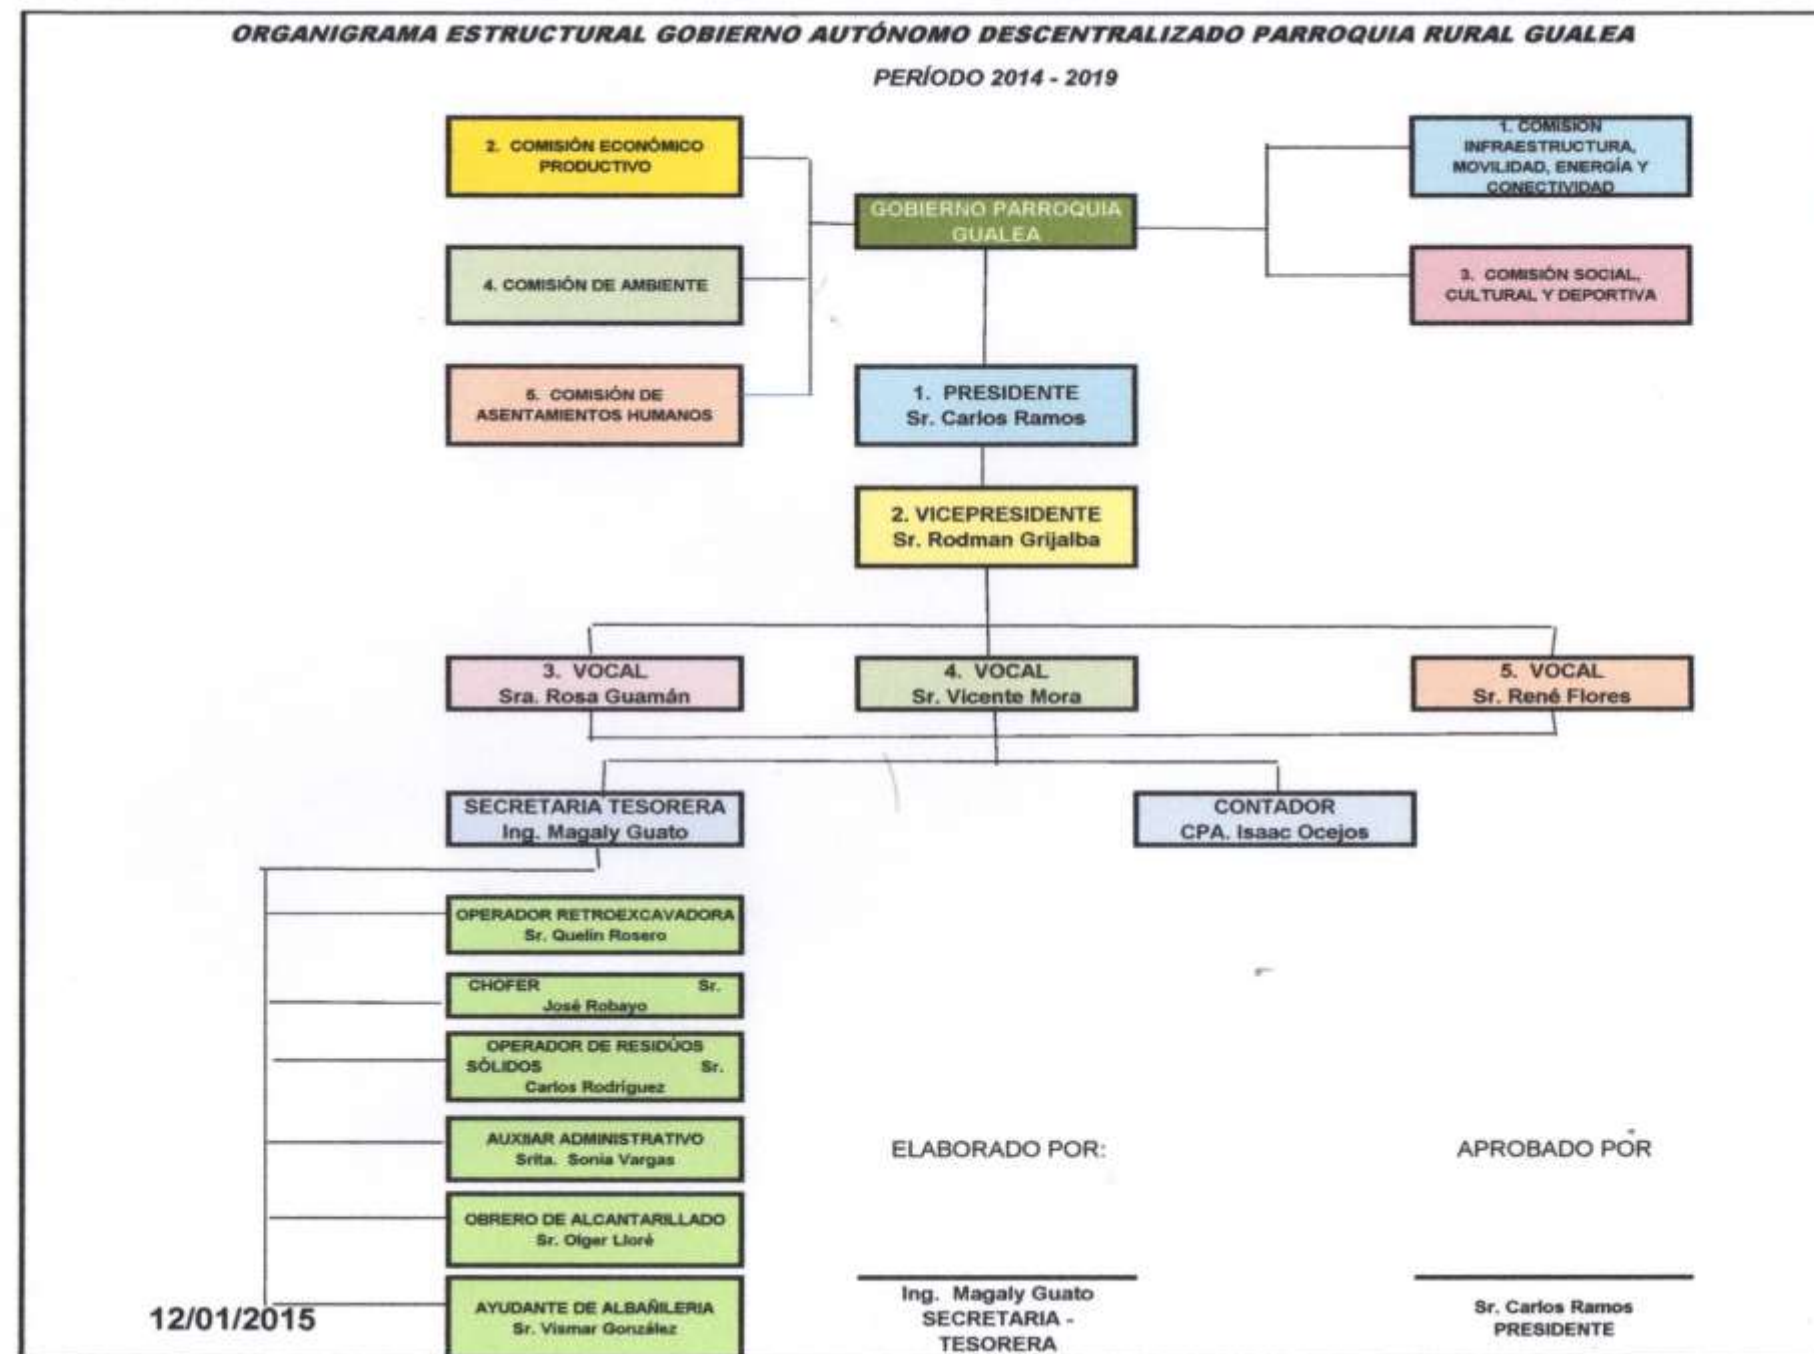 ORGANIGRAMA ESTRUCTURAL GOBIERNO AUTÓNOMO DESCENTRALIZADO PARROQUIA RURAL GUALEA
PERÍODO 2014 - 2019
2. COMISIÓN ECONÓMICO
PRODUCTIVO
1. COMISIÓN
INFRAESTRUCTURA,
MOVILIDAD, ENERGÍA Y
CONECTIVIDAD
GOBIERNO PARROQUIA
GUALEA
4. COMISIÓN DE AMBIENTE
3. COMISIÓN SOCIAL,
CULTURAL Y DEPORTIVA
5. COMISIÓN DE
ASENTAMIENTOS HUMANOS
1. PRESIDENTE
Sr. Carlos Ramos
2. VICEPRESIDENTE
Sr. Rodman Grijalba
3. VOCAL
Sra. Rosa Guamán
4. VOCAL
Sr. Vicente Mora
5. VOCAL
Sr. René Flores
SECRETARIA TESORERA
Ing. Magaly Guato
CONTADOR
CPA. Isaac Ocejos
OPERADOR RETROEXCAVADORA
Sr. Quelin Rosero
CHOFER Sr.
José Robayo
OPERADOR DE RESIDÚOS
SÓLIDOS Sr.
Carlos Rodríguez
AUXIIAR ADMINISTRATIVO
Srita. Sonia Vargas
OBRERO DE ALCANTARILLADO
Sr. Olger Lloré
AYUDANTE DE ALBAÑILERIA
Sr. Vismar González
12/01/2015
ELABORADO POR:
Ing. Magaly Guato
SECRETARIA -
TESORERA
APROBADO POR
Sr. Carlos Ramos
PRESIDENTE